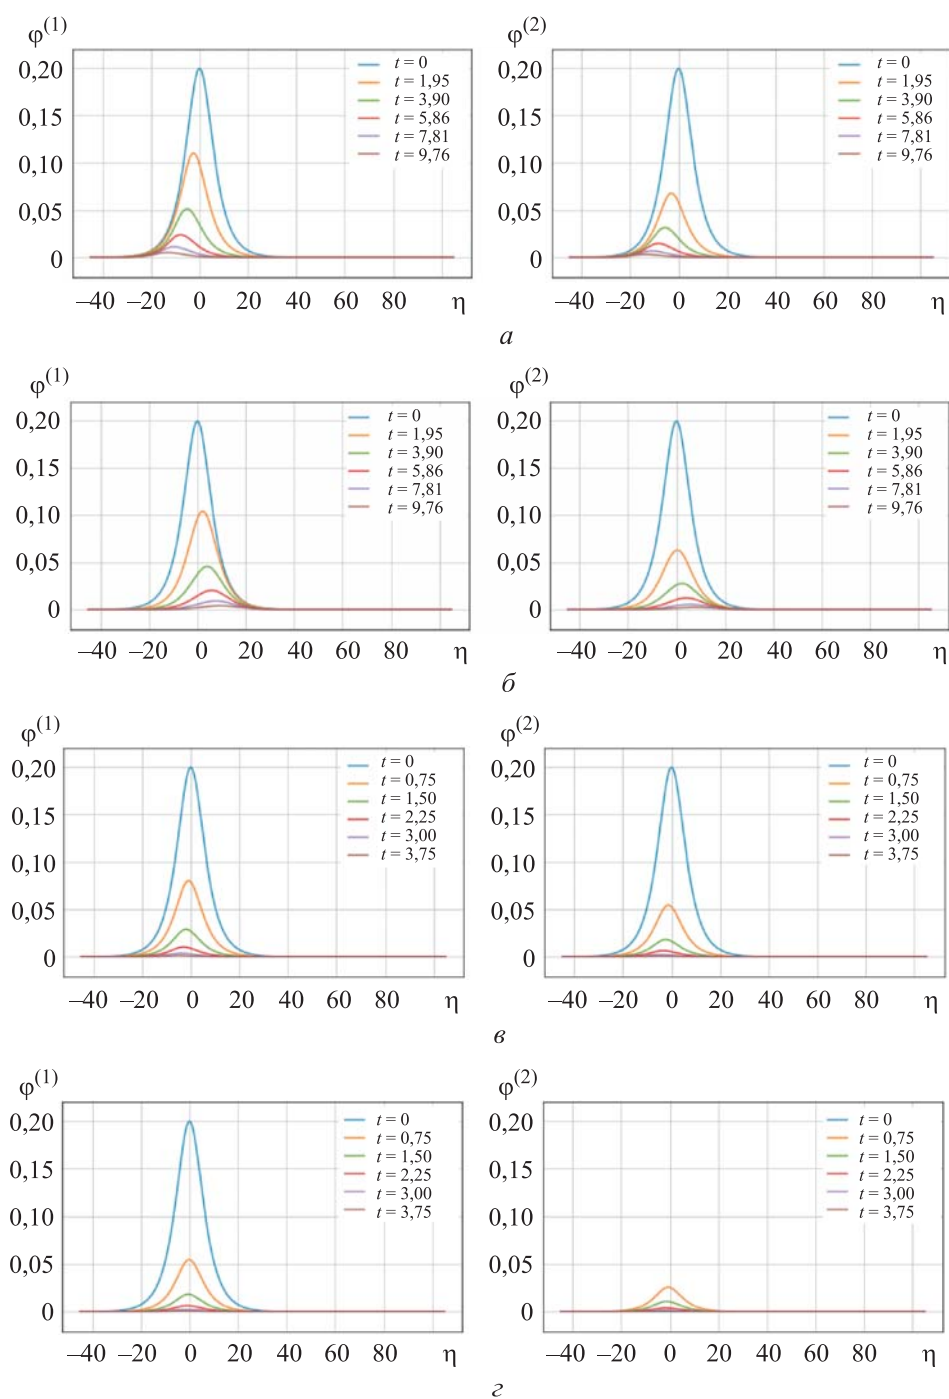 φ(1)
0,20
0,15
0,10
0,05
0
–40 –20 0 20 40 60 80 η
t = 0
t = 1,95
t = 3,90
t = 5,86
t = 7,81
t = 9,76
φ(2)
0,20
0,15
0,10
0,05
0
–40 –20 0 20 40 60 80 η
t = 0
t = 1,95
t = 3,90
t = 5,86
t = 7,81
t = 9,76
а
φ(1)
0,20
0,15
0,10
0,05
0
–40 –20 0 20 40 60 80 η
t = 0
t = 1,95
t = 3,90
t = 5,86
t = 7,81
t = 9,76
φ(2)
0,20
0,15
0,10
0,05
0
–40 –20 0 20 40 60 80 η
t = 0
t = 1,95
t = 3,90
t = 5,86
t = 7,81
t = 9,76
б
φ(1)
0,20
0,15
0,10
0,05
0
–40 –20 0 20 40 60 80 η
t = 0
t = 0,75
t = 1,50
t = 2,25
t = 3,00
t = 3,75
φ(2)
0,20
0,15
0,10
0,05
0
–40 –20 0 20 40 60 80 η
t = 0
t = 0,75
t = 1,50
t = 2,25
t = 3,00
t = 3,75
в
φ(1)
0,20
0,15
0,10
0,05
0
–40 –20 0 20 40 60 80 η
t = 0
t = 0,75
t = 1,50
t = 2,25
t = 3,00
t = 3,75
φ(2)
0,20
0,15
0,10
0,05
0
–40 –20 0 20 40 60 80 η
t = 0
t = 0,75
t = 1,50
t = 2,25
t = 3,00
t = 3,75
г